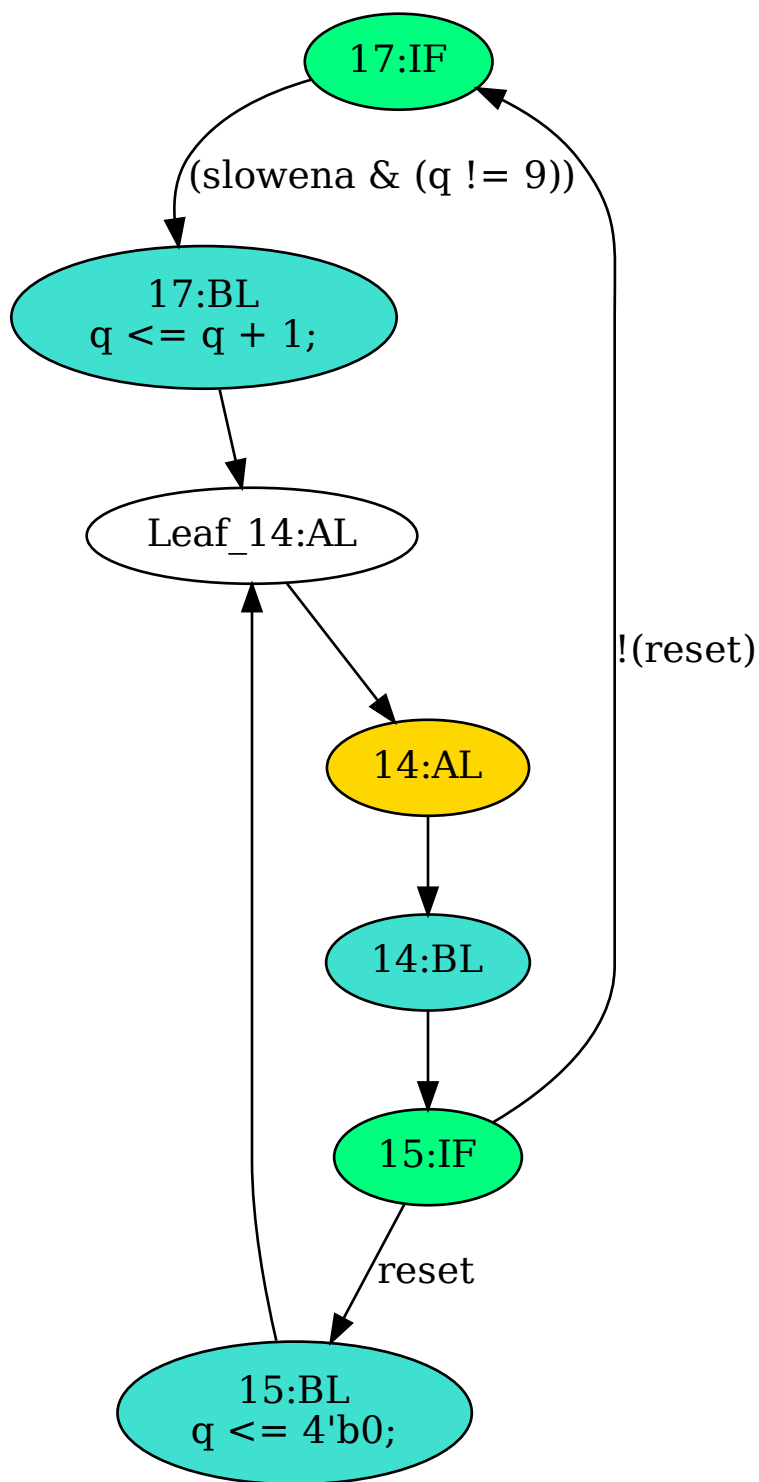 17:IF
(slowena & (q != 9))
17:BL
q <= q + 1;
Leaf_14:AL
!(reset)
14:AL
14:BL
15:IF
reset
15:BL
q <= 4'b0;